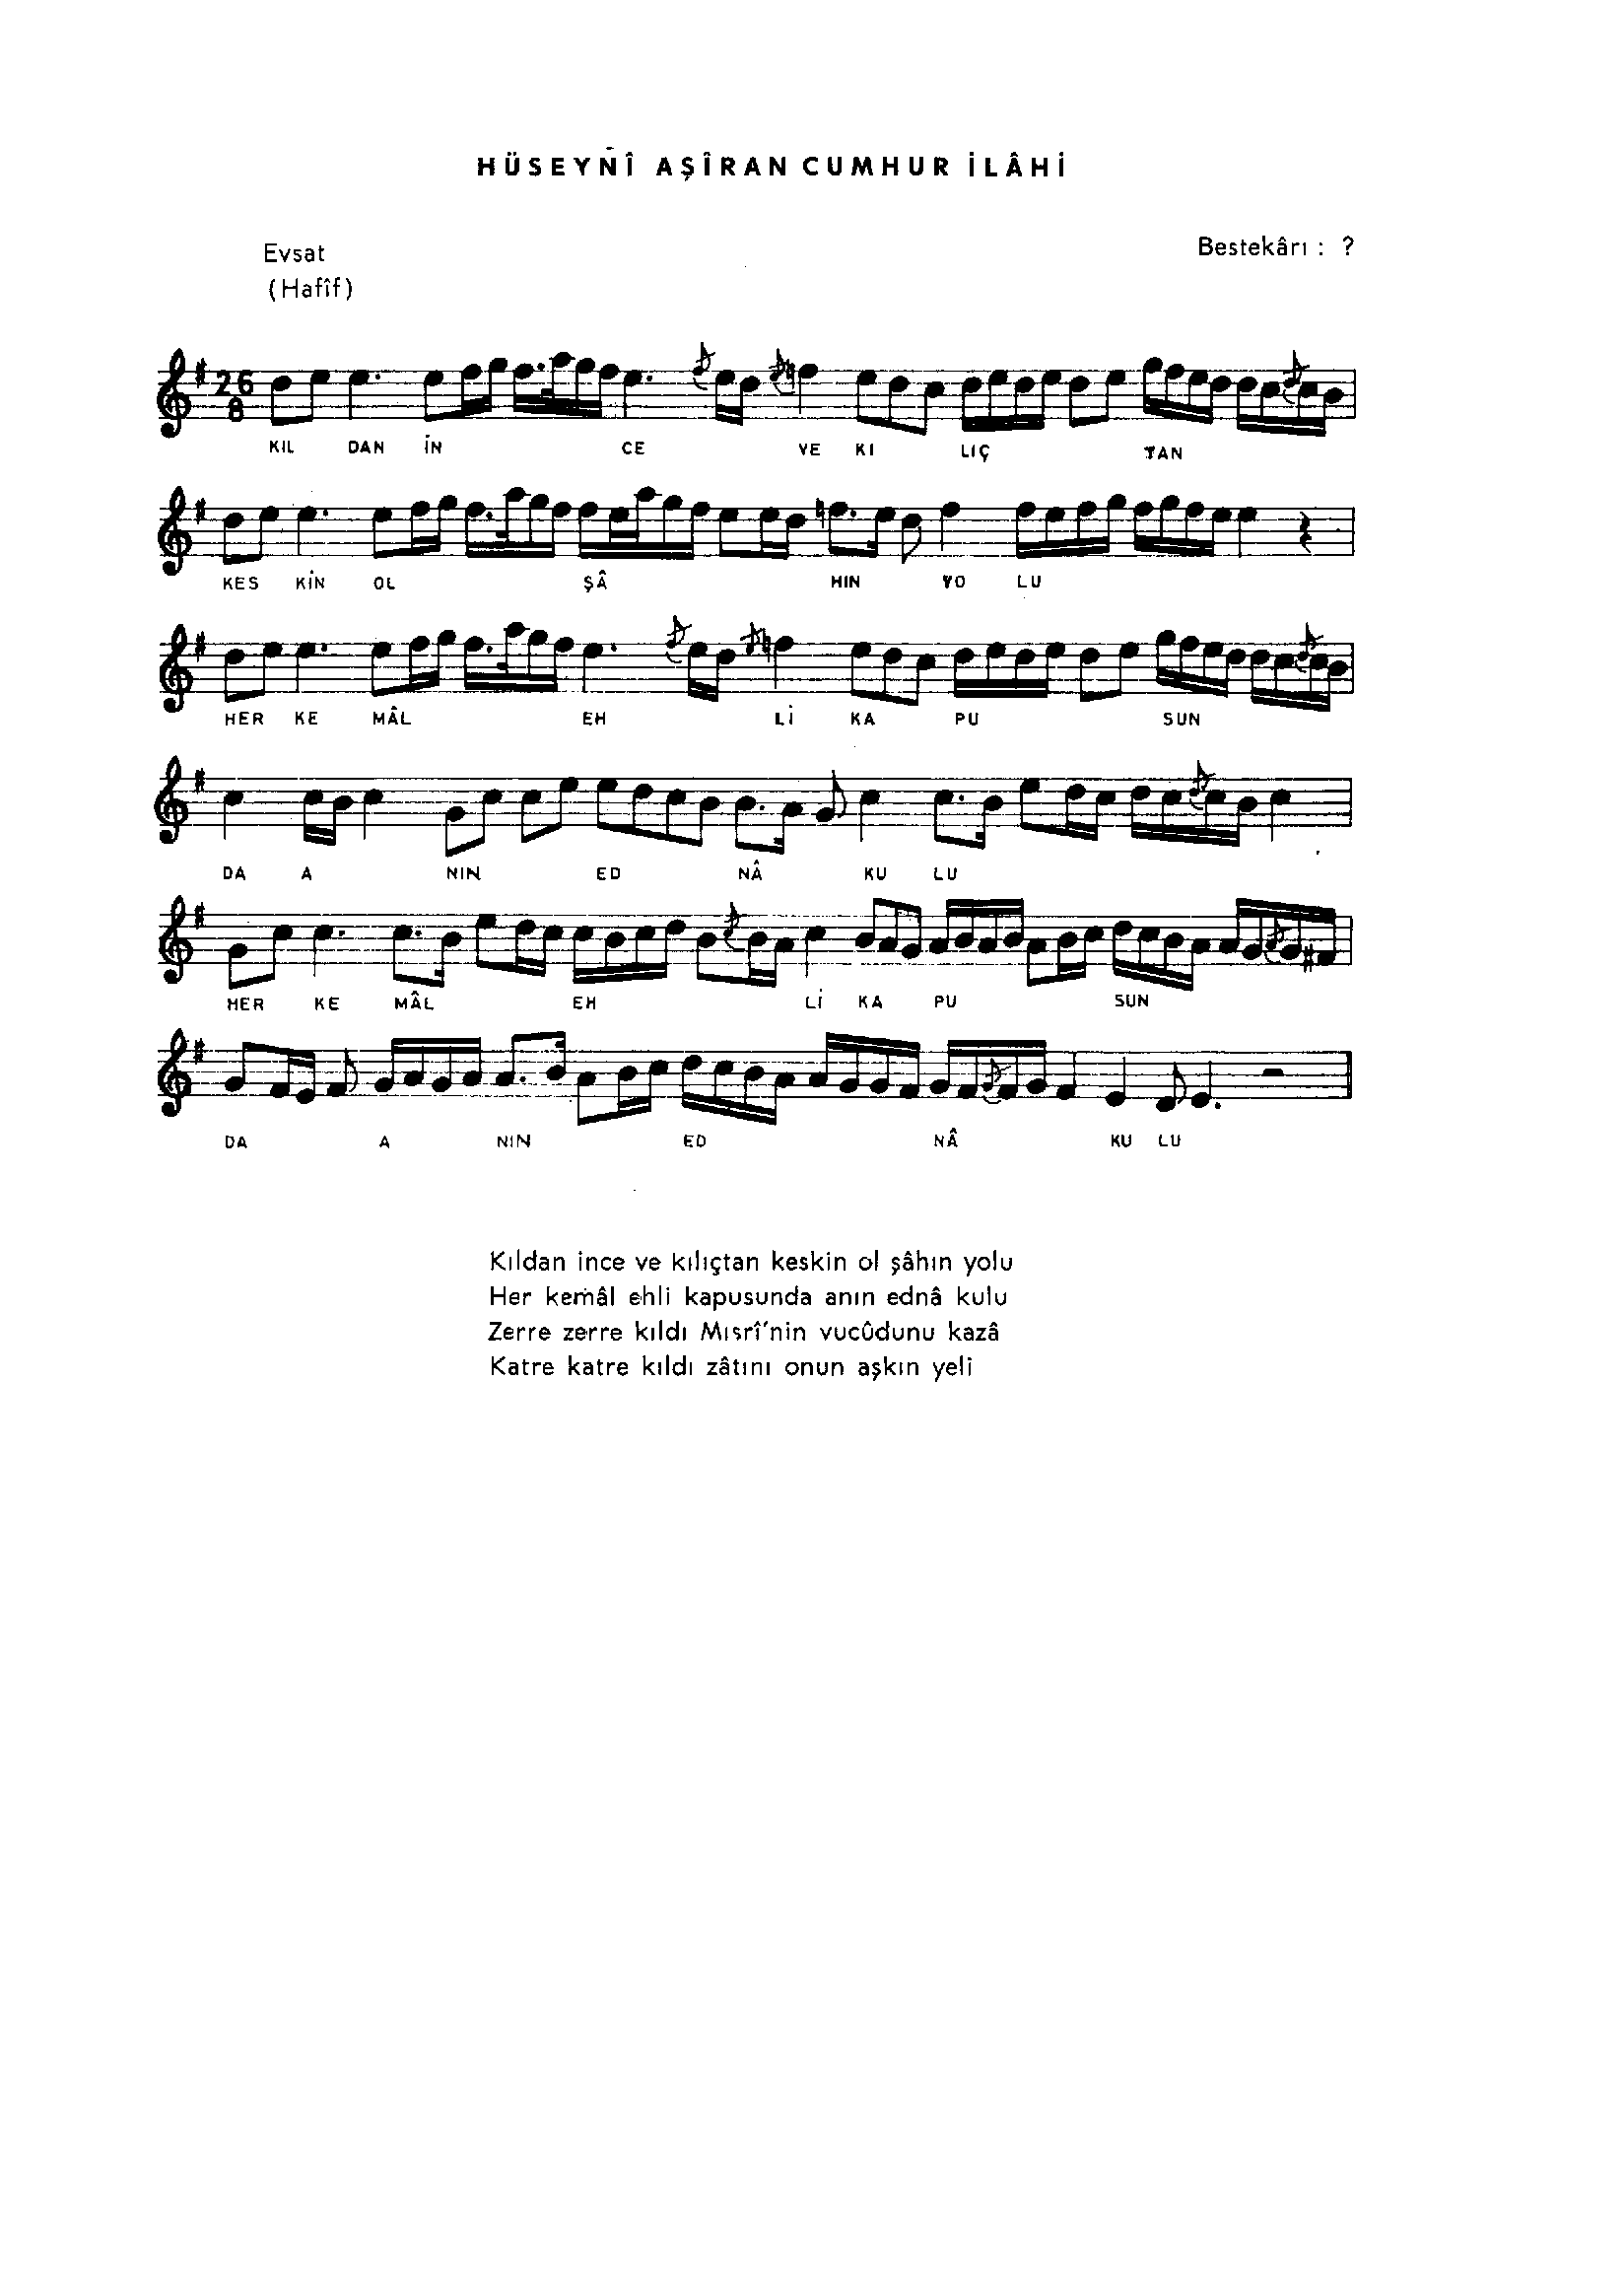 HÜSEYNÎ AŞÎRAN CUMHUR İLÂHİ
Evsat
Bestekârı : ?
(Hafîf)
26
8
KIL DAN İN CE VE KI LIÇ TAN
KES KİN OL ŞÂ HIN YO LU
HER KE MÂL EH Lİ KA PU SUN
DA A NIN ED NÂ KU LU
HER KE MÂL EH Lİ KA PU SUN
DA A NIN ED NÂ KU LU
Kıldan ince ve kılıçtan keskin ol şâhın yolu
Her kemâl ehli kapusunda anın ednâ kulu
Zerre zerre kıldı Mısrî'nin vucûdunu kazâ
Katre katre kıldı zâtını onun aşkın yeli